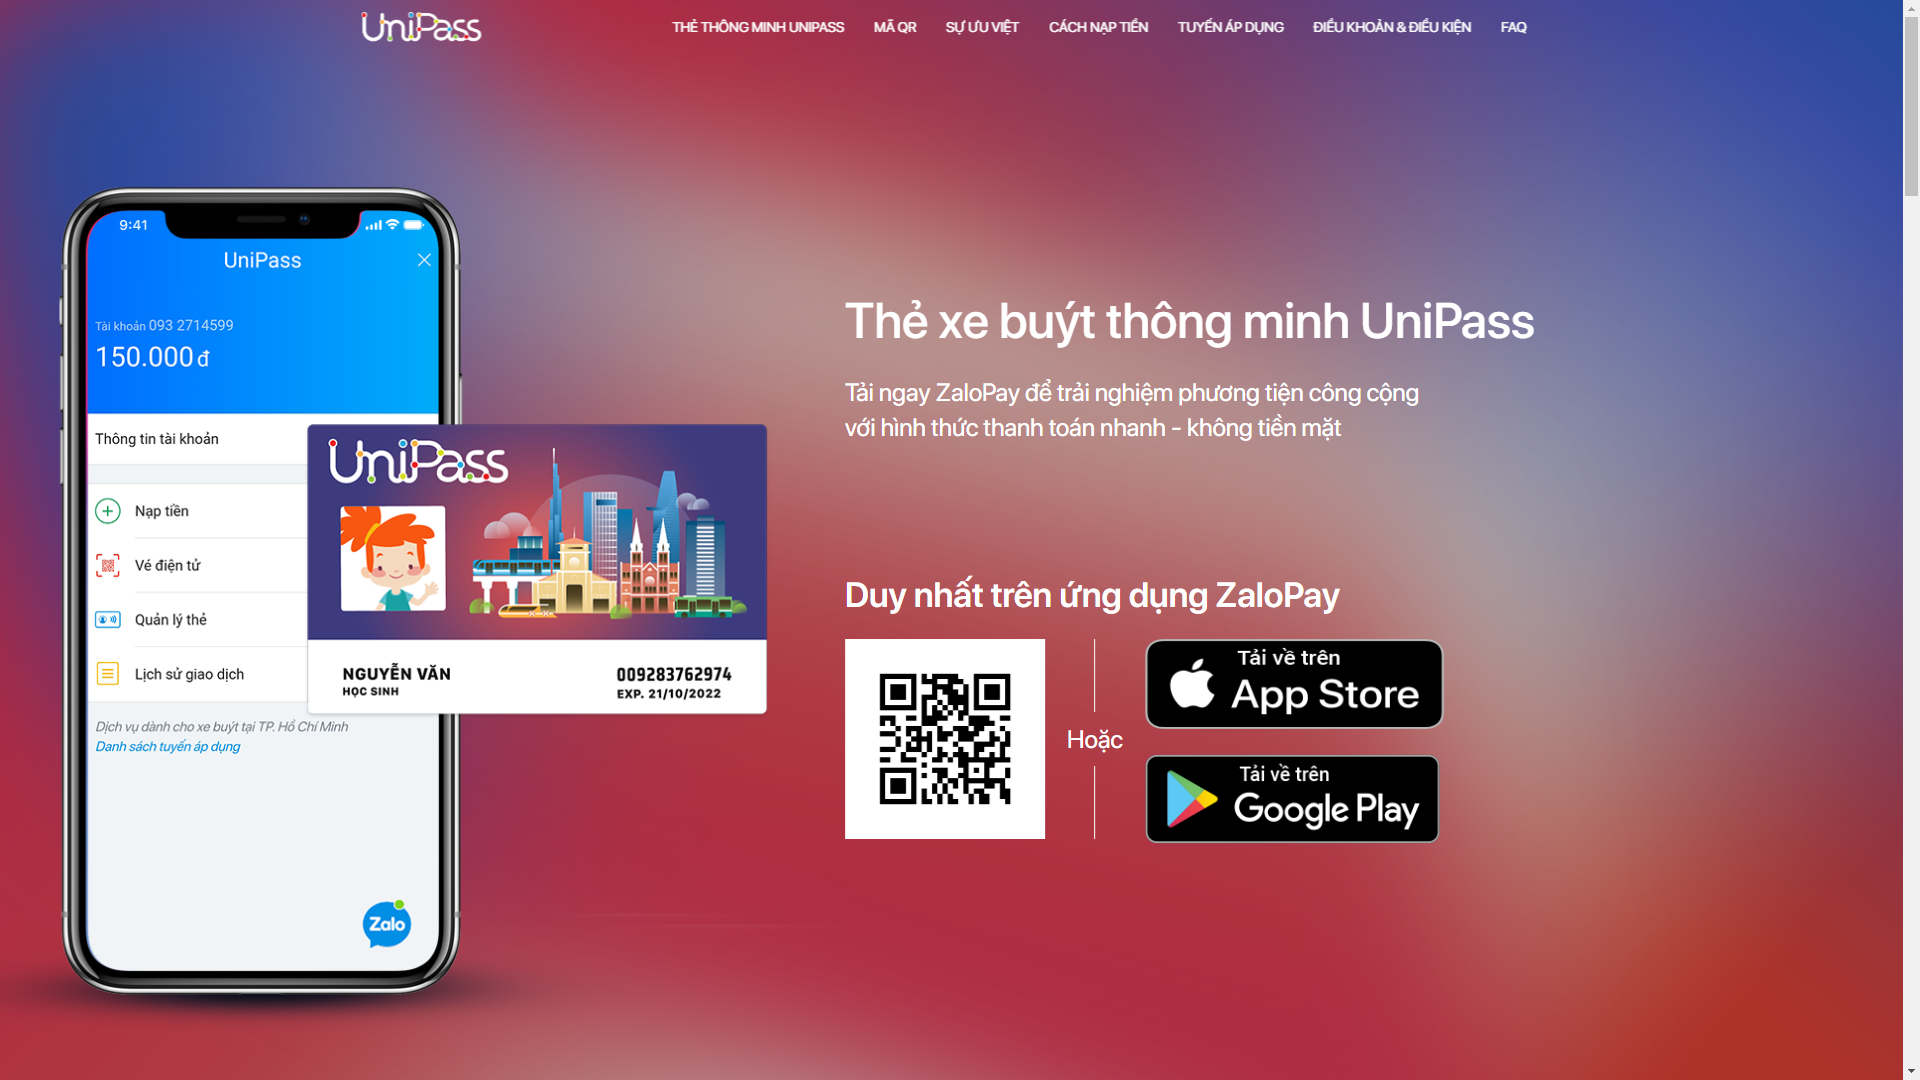 UniPass
THẺ THÔNG MINH UNIPASS
MÃ QR
SỰ ƯU VIỆT
CÁCH NẠP TIỀN
TUYẾN ÁP DỤNG
ĐIỀU KHOẢN & ĐIỀU KIỆN
FAQ
9:41
UniPass
Tài khoản 093 2714599
150.000 đ
Thông tin tài khoản
Nạp tiền
Vé điện tử
Quản lý thẻ
Lịch sử giao dịch
Dịch vụ dành cho xe buýt tại TP. Hồ Chí Minh
Danh sách tuyến áp dụng
Zalo
UniPass
NGUYỄN VĂN
HỌC SINH
009283762974
EXP. 21/10/2022
Thẻ xe buýt thông minh UniPass
Tải ngay ZaloPay để trải nghiệm phương tiện công cộng
với hình thức thanh toán nhanh - không tiền mặt
Duy nhất trên ứng dụng ZaloPay
Hoặc
Tải về trên
App Store
Tải về trên
Google Play